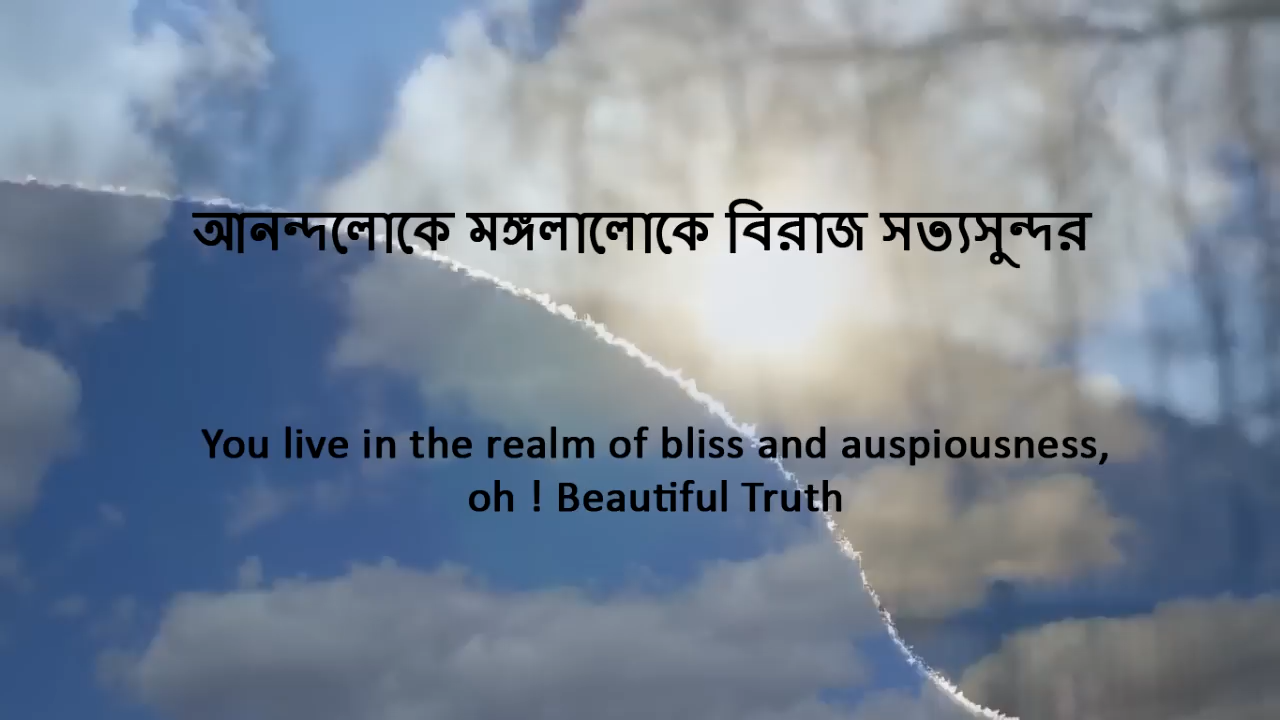 আনন্দলোকে মঙ্গলালোকে বিরাজ সত্যসুন্দর
You live in the realm of bliss and auspiousness,
oh ! Beautiful Truth